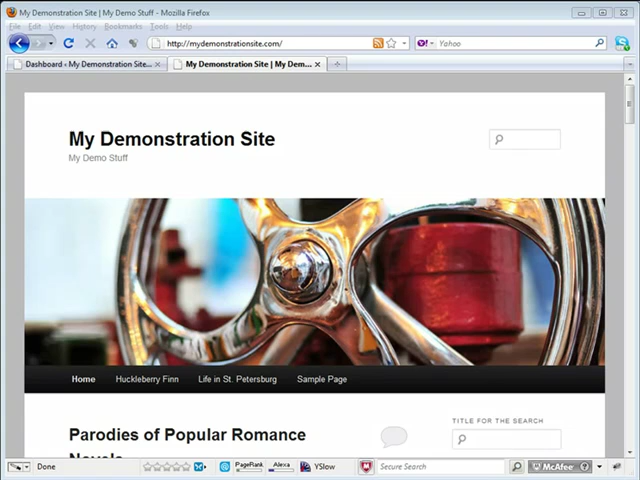 My Demonstration Site | My Demo Stuff - Mozilla Firefox
File Edit View History Bookmarks Tools Help
http://mydemonstrationsite.com/
Yahoo
Dashboard ‹ My Demonstration Site...
My Demonstration Site | My Dem...
My Demonstration Site
My Demo Stuff
Home Huckleberry Finn Life in St. Petersburg Sample Page
TITLE FOR THE SEARCH
Parodies of Popular Romance
Novels
Done
PageRank
Alexa
YSlow
Secure Search
McAfee